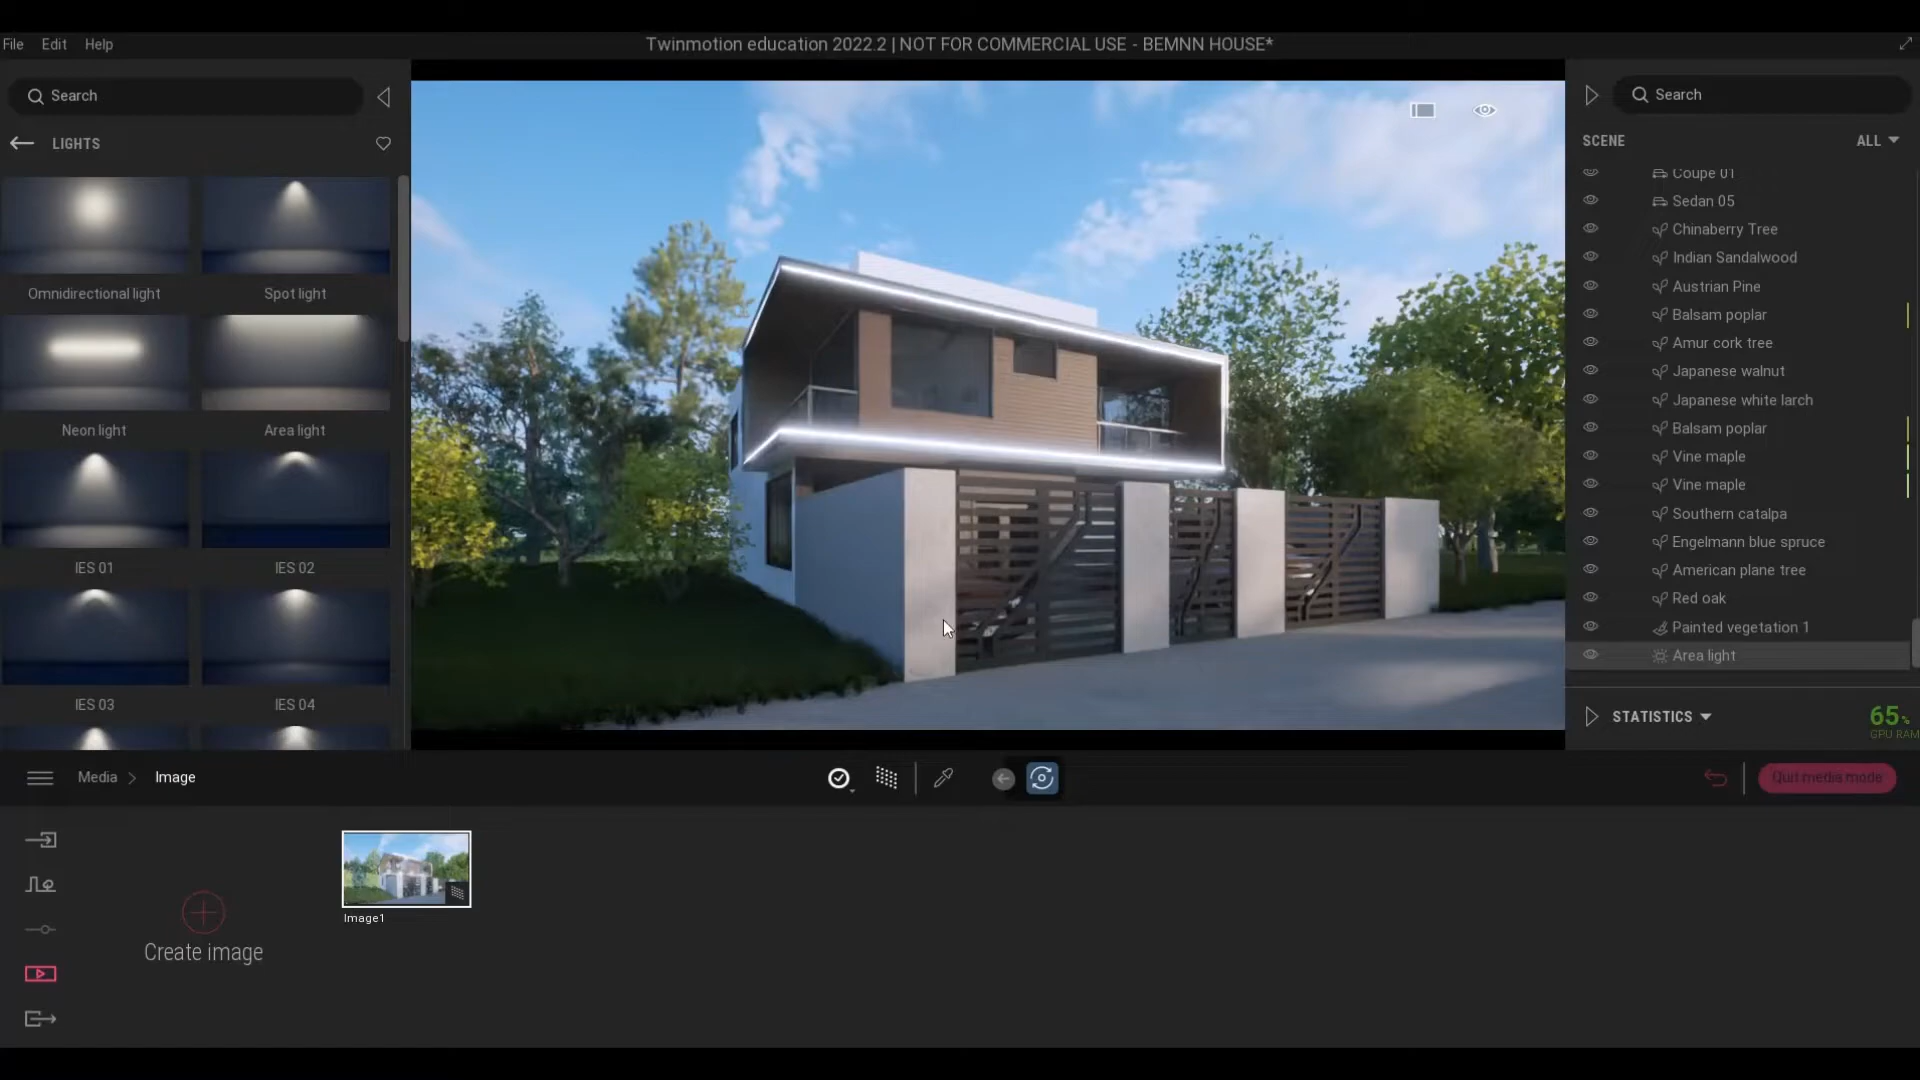 File Edit Help
Twinmotion education 2022.2 | NOT FOR COMMERCIAL USE - BEMNN HOUSE*
Search
LIGHTS
Omnidirectional light
Spot light
Neon light
Area light
IES 01
IES 02
IES 03
IES 04
Search
SCENE
ALL
Coupe 01
Sedan 05
Chinaberry Tree
Indian Sandalwood
Austrian Pine
Balsam poplar
Amur cork tree
Japanese walnut
Japanese white larch
Balsam poplar
Vine maple
Vine maple
Southern catalpa
Engelmann blue spruce
American plane tree
Red oak
Painted vegetation 1
Area light
STATISTICS
65%
GPU RAM
Media
Image
Quit media mode
Create image
Image1